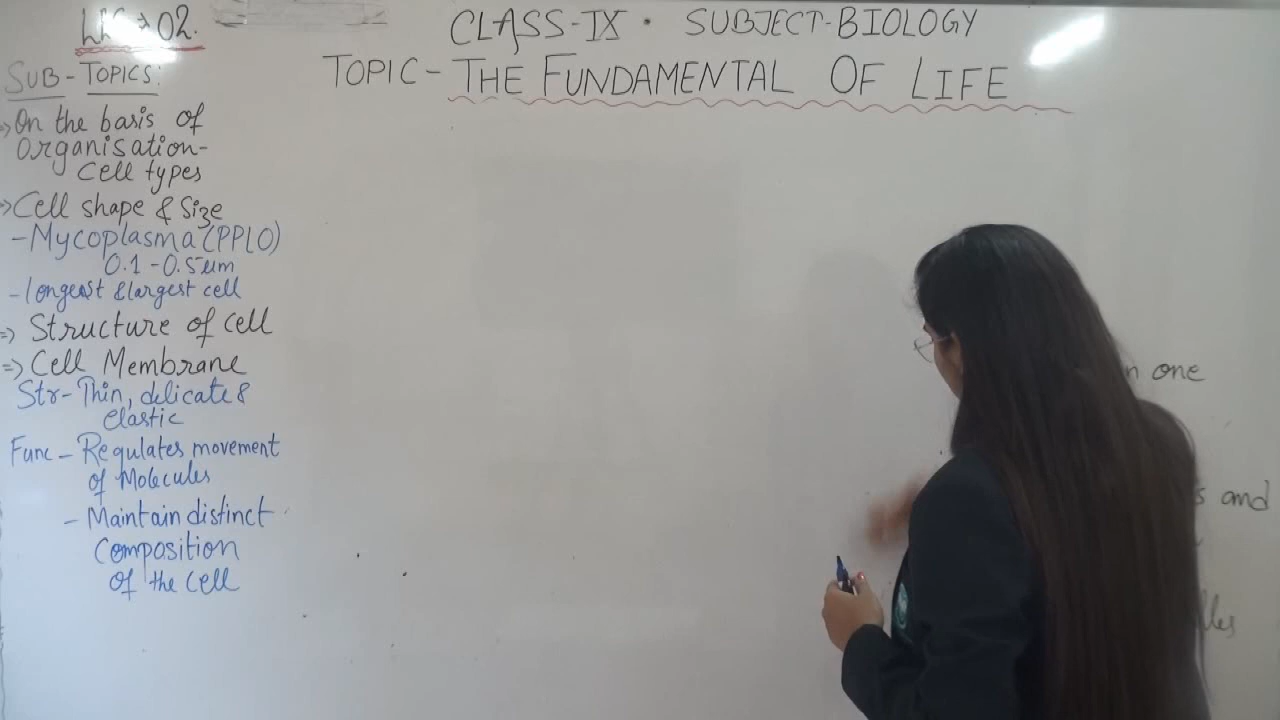 LEC → 02.
CLASS-IX • SUBJECT-BIOLOGY
TOPIC - THE FUNDAMENTAL OF LIFE
SUB-TOPICS:
=> On the basis of
Organisation-
Cell types
=> Cell shape & Size
- Mycoplasma (PPLO)
0.1 - 0.5 um
- longest & largest cell
=> Structure of cell
=> Cell Membrane
Str- Thin, delicate &
elastic
Func - Regulates movement
of Molecules
- Maintain distinct
Composition
of the cell
one
and